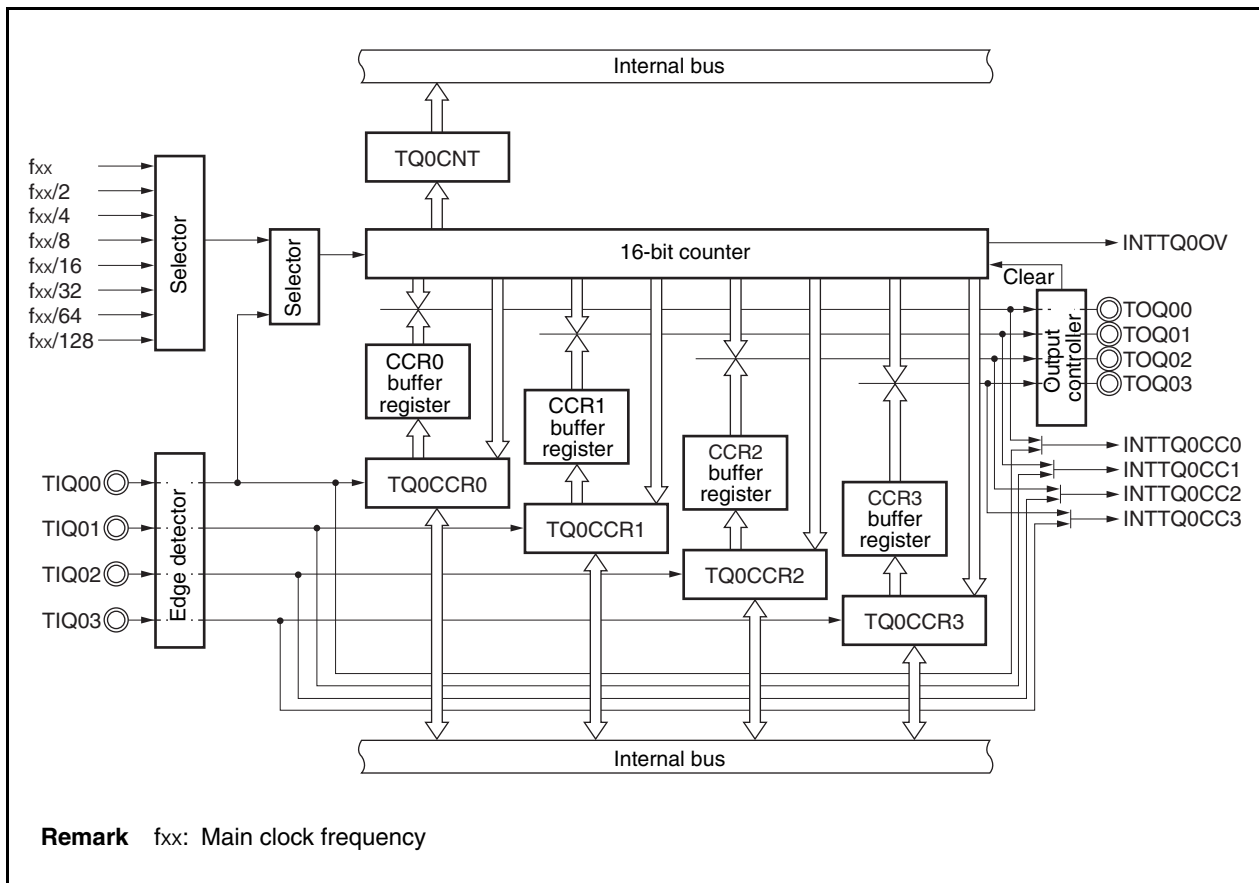 Internal bus
TQ0CNT
fxx
fxx/2
fxx/4
fxx/8
fxx/16
fxx/32
fxx/64
fxx/128
Selector
Selector
16-bit counter
INTTQ0OV
Clear
Output
controller
TOQ00
TOQ01
TOQ02
TOQ03
CCR0
buffer
register
CCR1
buffer
register
CCR2
buffer
register
CCR3
buffer
register
INTTQ0CC0
INTTQ0CC1
INTTQ0CC2
INTTQ0CC3
TIQ00
TIQ01
TIQ02
TIQ03
Edge detector
TQ0CCR0
TQ0CCR1
TQ0CCR2
TQ0CCR3
Internal bus
Remark fxx: Main clock frequency